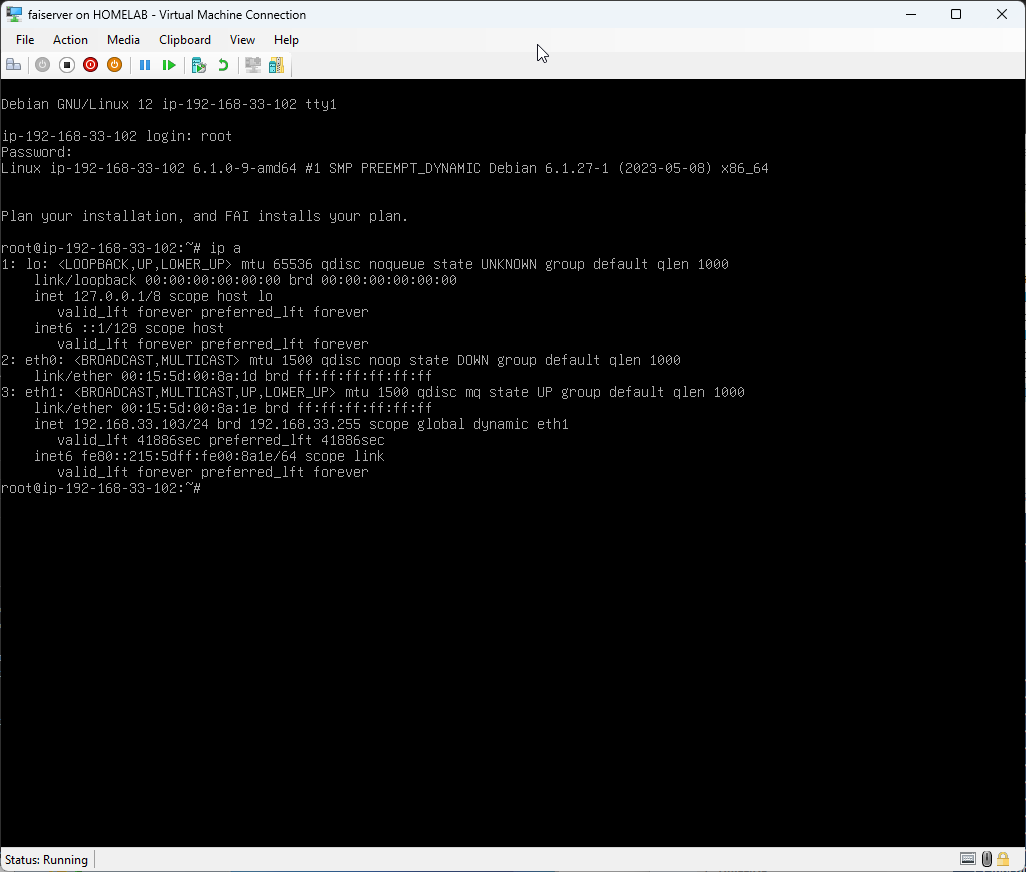 faiserver on HOMELAB - Virtual Machine Connection
File Action Media Clipboard View Help
Debian GNU/Linux 12 ip-192-168-33-102 tty1
ip-192-168-33-102 login: root
Password:
Linux ip-192-168-33-102 6.1.0-9-amd64 #1 SMP PREEMPT_DYNAMIC Debian 6.1.27-1 (2023-05-08) x86_64
Plan your installation, and FAI installs your plan.
root@ip-192-168-33-102:~# ip a
1: lo: <LOOPBACK,UP,LOWER_UP> mtu 65536 qdisc noqueue state UNKNOWN group default qlen 1000
link/loopback 00:00:00:00:00:00 brd 00:00:00:00:00:00
inet 127.0.0.1/8 scope host lo
valid_lft forever preferred_lft forever
inet6 ::1/128 scope host
valid_lft forever preferred_lft forever
2: eth0: <BROADCAST,MULTICAST> mtu 1500 qdisc noop state DOWN group default qlen 1000
link/ether 00:15:5d:00:8a:1d brd ff:ff:ff:ff:ff:ff
3: eth1: <BROADCAST,MULTICAST,UP,LOWER_UP> mtu 1500 qdisc mq state UP group default qlen 1000
link/ether 00:15:5d:00:8a:1e brd ff:ff:ff:ff:ff:ff
inet 192.168.33.103/24 brd 192.168.33.255 scope global dynamic eth1
valid_lft 41886sec preferred_lft 41886sec
inet6 fe80::215:5dff:fe00:8a1e/64 scope link
valid_lft forever preferred_lft forever
root@ip-192-168-33-102:~#
Status: Running